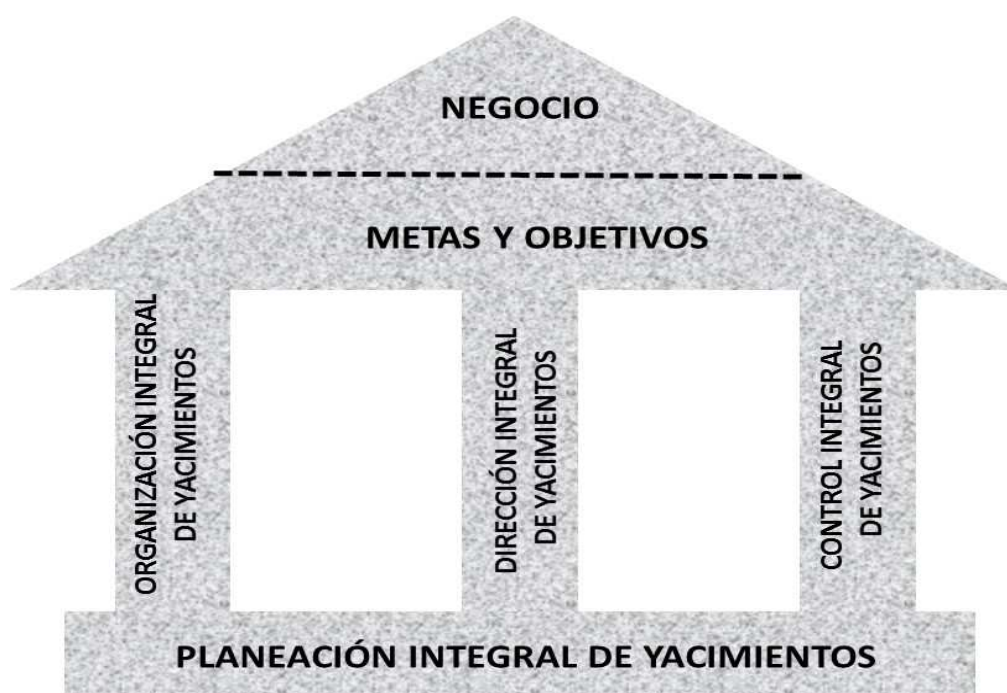 NEGOCIO
METAS Y OBJETIVOS
ORGANIZACIÓN INTEGRAL
DE YACIMIENTOS
DIRECCIÓN INTEGRAL
DE YACIMIENTOS
CONTROL INTEGRAL
DE YACIMIENTOS
PLANEACIÓN INTEGRAL DE YACIMIENTOS